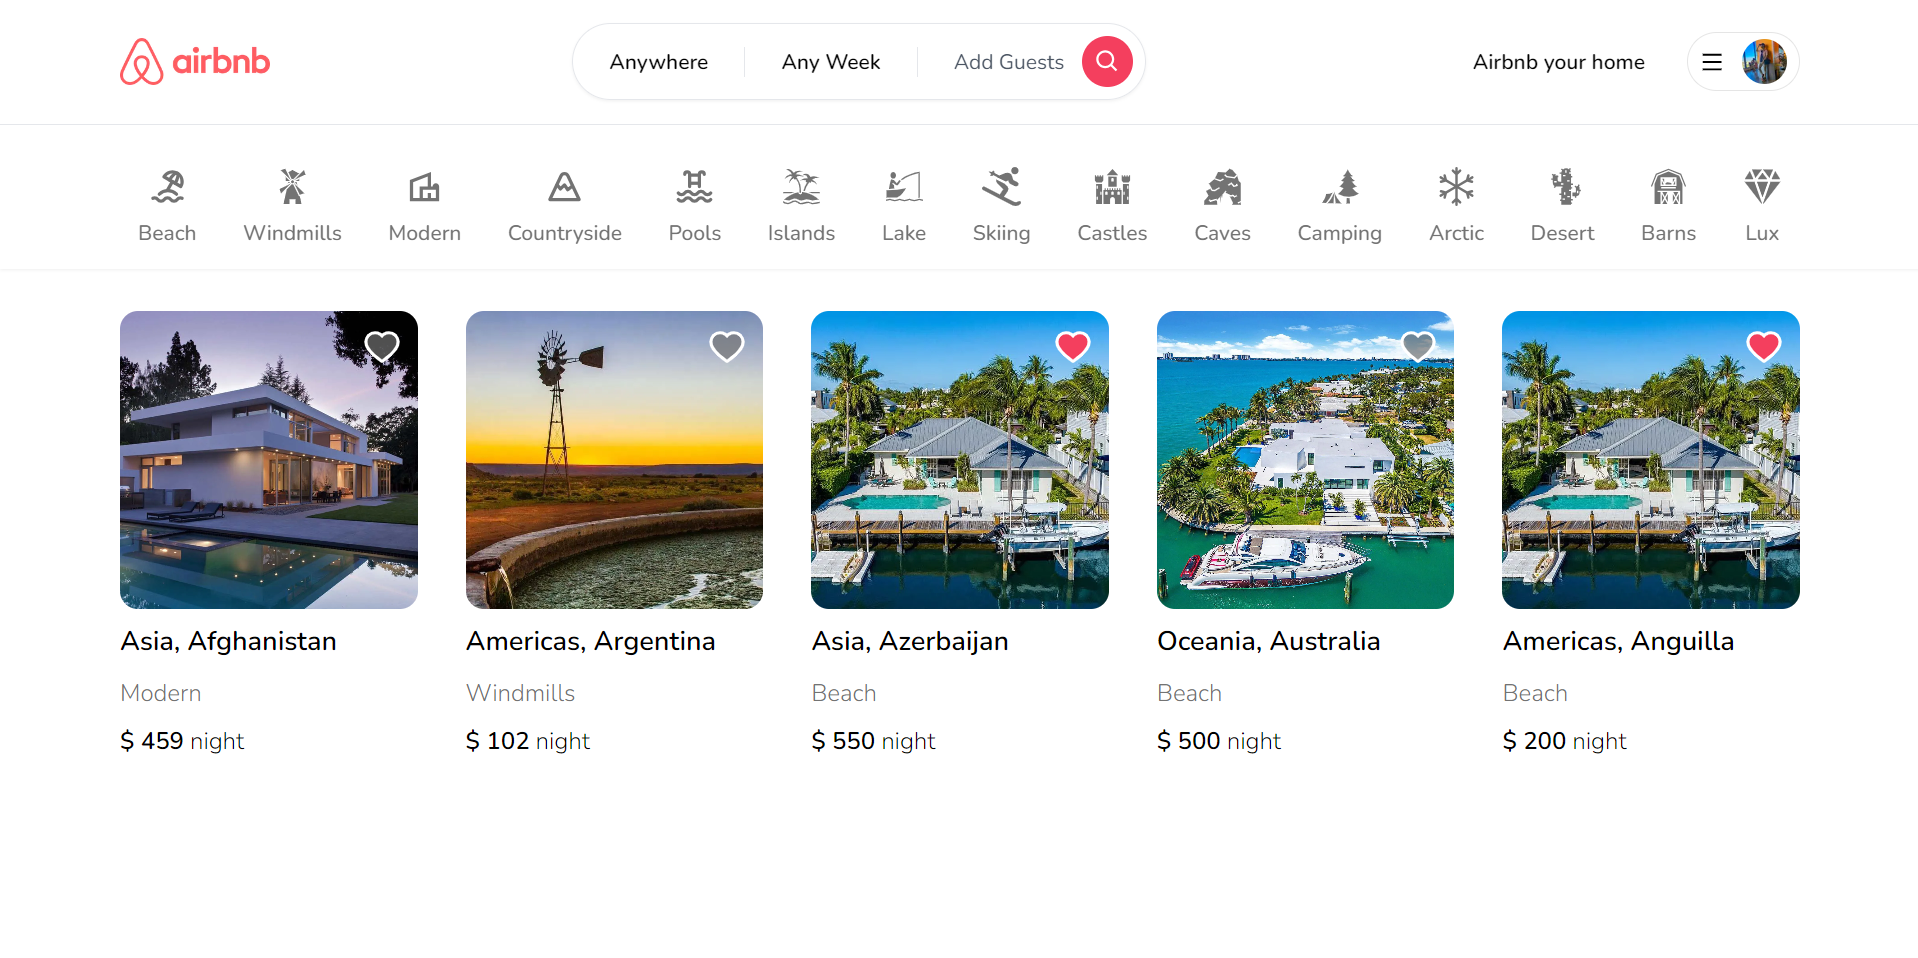 airbnb
Anywhere Any Week Add Guests
Airbnb your home
Beach Windmills Modern Countryside Pools Islands Lake Skiing Castles Caves Camping Arctic Desert Barns Lux
Asia, Afghanistan
Modern
$ 459 night
Americas, Argentina
Windmills
$ 102 night
Asia, Azerbaijan
Beach
$ 550 night
Oceania, Australia
Beach
$ 500 night
Americas, Anguilla
Beach
$ 200 night